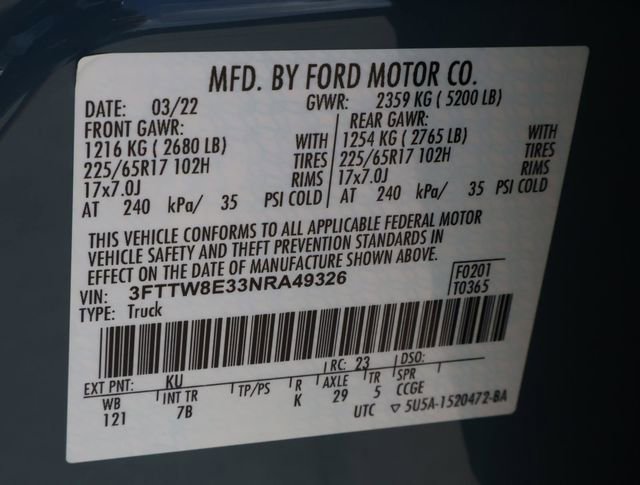 MFD. BY FORD MOTOR CO.
DATE: 03/22 GVWR: 2359 KG ( 5200 LB)
FRONT GAWR: REAR GAWR:
1216 KG ( 2680 LB) WITH 1254 KG ( 2765 LB) WITH
225/65R17 102H TIRES 225/65R17 102H TIRES
17x7.0J RIMS 17x7.0J RIMS
AT 240 kPa/ 35 PSI COLD AT 240 kPa/ 35 PSI COLD
THIS VEHICLE CONFORMS TO ALL APPLICABLE FEDERAL MOTOR
VEHICLE SAFETY AND THEFT PREVENTION STANDARDS IN
EFFECT ON THE DATE OF MANUFACTURE SHOWN ABOVE.
VIN: 3FTTW8E33NRA49326 F0201
TYPE: Truck T0365
EXT PNT: KU RC: 23 DSO:
WB INT TR TP/PS R AXLE TR SPR
121 7B K 29 5 CCGE
UTC ▽ 5U5A-1520472-BA